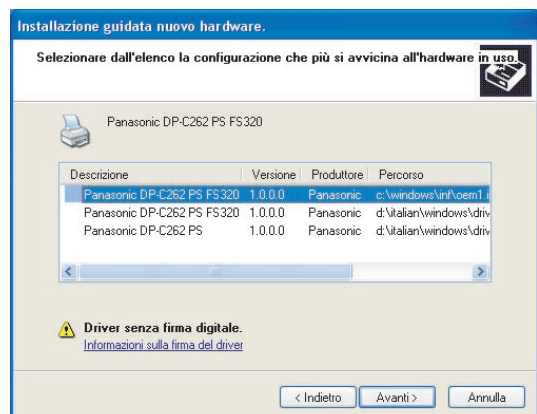 Installazione guidata nuovo hardware.
Selezionare dall'elenco la configurazione che più si avvicina all'hardware in uso.
Panasonic DP-C262 PS FS320
Descrizione Versione Produttore Percorso
Panasonic DP-C262 PS FS320 1.0.0.0 Panasonic c:\windows\inf\oem1.i
Panasonic DP-C262 PS FS320 1.0.0.0 Panasonic d:\italian\windows\driv
Panasonic DP-C262 PS 1.0.0.0 Panasonic d:\italian\windows\driv
Driver senza firma digitale.
Informazioni sulla firma del driver
< Indietro Avanti > Annulla